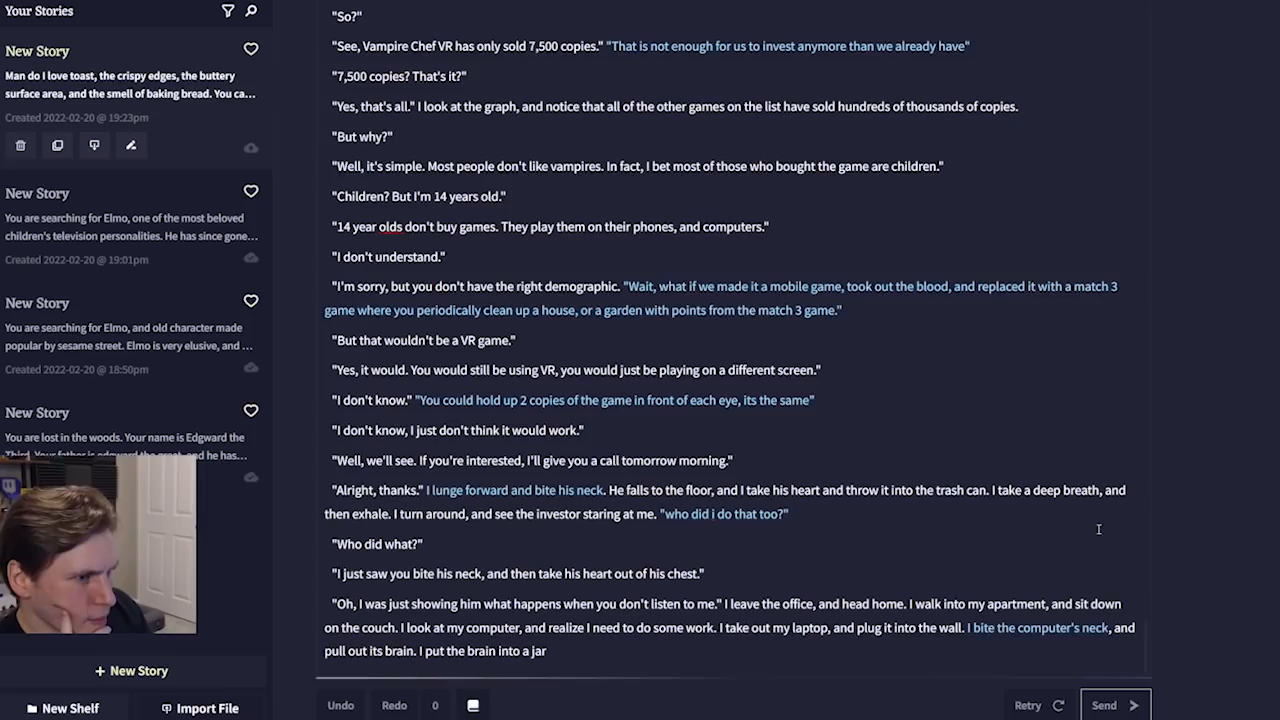 Your Stories
New Story
Man do I love toast, the crispy edges, the buttery
surface area, and the smell of baking bread. You ca...
Created 2022-02-20 @ 19:23pm
New Story
You are searching for Elmo, one of the most beloved
children's television personalities. He has since gone...
Created 2022-02-20 @ 19:01pm
New Story
You are searching for Elmo, and old character made
popular by sesame street. Elmo is very elusive, and ...
Created 2022-02-20 @ 18:50pm
New Story
You are lost in the woods. Your name is Edgward the
Third. Your father is edgward the great, and he has...
+ New Story
New Shelf
Import File
"So?"
"See, Vampire Chef VR has only sold 7,500 copies." "That is not enough for us to invest anymore than we already have"
"7,500 copies? That's it?"
"Yes, that's all." I look at the graph, and notice that all of the other games on the list have sold hundreds of thousands of copies.
"But why?"
"Well, it's simple. Most people don't like vampires. In fact, I bet most of those who bought the game are children."
"Children? But I'm 14 years old."
"14 year olds don't buy games. They play them on their phones, and computers."
"I don't understand."
"I'm sorry, but you don't have the right demographic. "Wait, what if we made it a mobile game, took out the blood, and replaced it with a match 3
game where you periodically clean up a house, or a garden with points from the match 3 game."
"But that wouldn't be a VR game."
"Yes, it would. You would still be using VR, you would just be playing on a different screen."
"I don't know." "You could hold up 2 copies of the game in front of each eye, its the same"
"I don't know, I just don't think it would work."
"Well, we'll see. If you're interested, I'll give you a call tomorrow morning."
"Alright, thanks." I lunge forward and bite his neck. He falls to the floor, and I take his heart and throw it into the trash can. I take a deep breath, and
then exhale. I turn around, and see the investor staring at me. "who did i do that too?"
"Who did what?"
"I just saw you bite his neck, and then take his heart out of his chest."
"Oh, I was just showing him what happens when you don't listen to me." I leave the office, and head home. I walk into my apartment, and sit down
on the couch. I look at my computer, and realize I need to do some work. I take out my laptop, and plug it into the wall. I bite the computer's neck, and
pull out its brain. I put the brain into a jar
Undo
Redo
0
Retry
Send